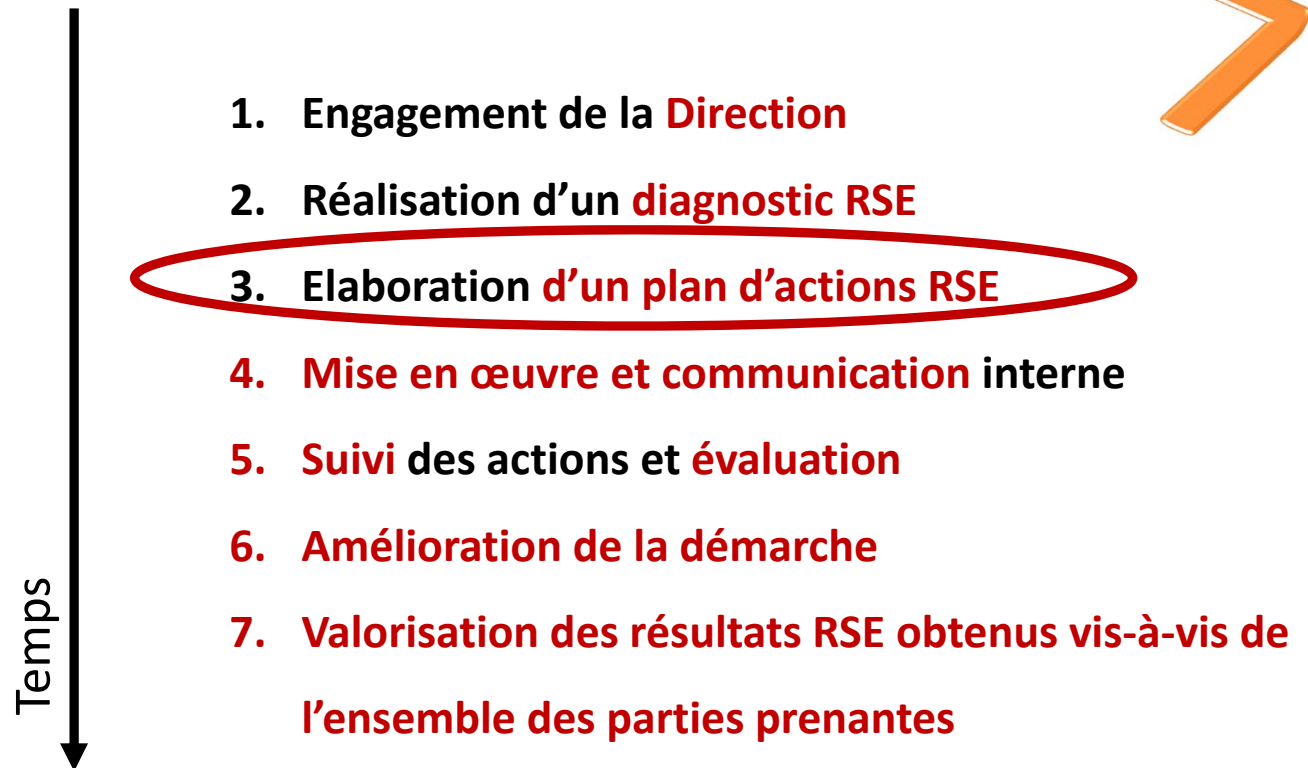 1. Engagement de la Direction
2. Réalisation d’un diagnostic RSE
3. Elaboration d’un plan d’actions RSE
4. Mise en œuvre et communication interne
5. Suivi des actions et évaluation
6. Amélioration de la démarche
7. Valorisation des résultats RSE obtenus vis-à-vis de
l’ensemble des parties prenantes
Temps